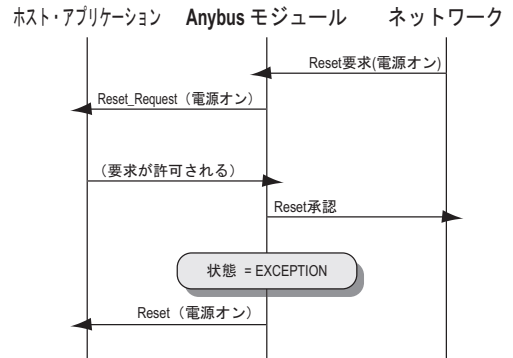 ホスト・アプリケーション Anybus モジュール ネットワーク
Reset要求(電源オン)
Reset_Request（電源オン）
（要求が許可される）
Reset承認
状態 = EXCEPTION
Reset（電源オン）